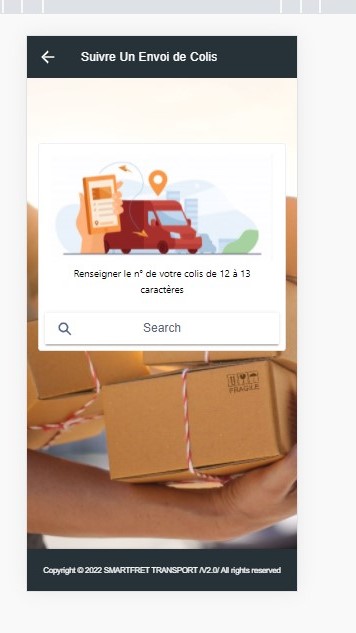 Suivre Un Envoi de Colis
Renseigner le n° de votre colis de 12 à 13
caractères
Search
FRAGILE
Copyright © 2022 SMARTFRET TRANSPORT /V2.0/ All rights reserved